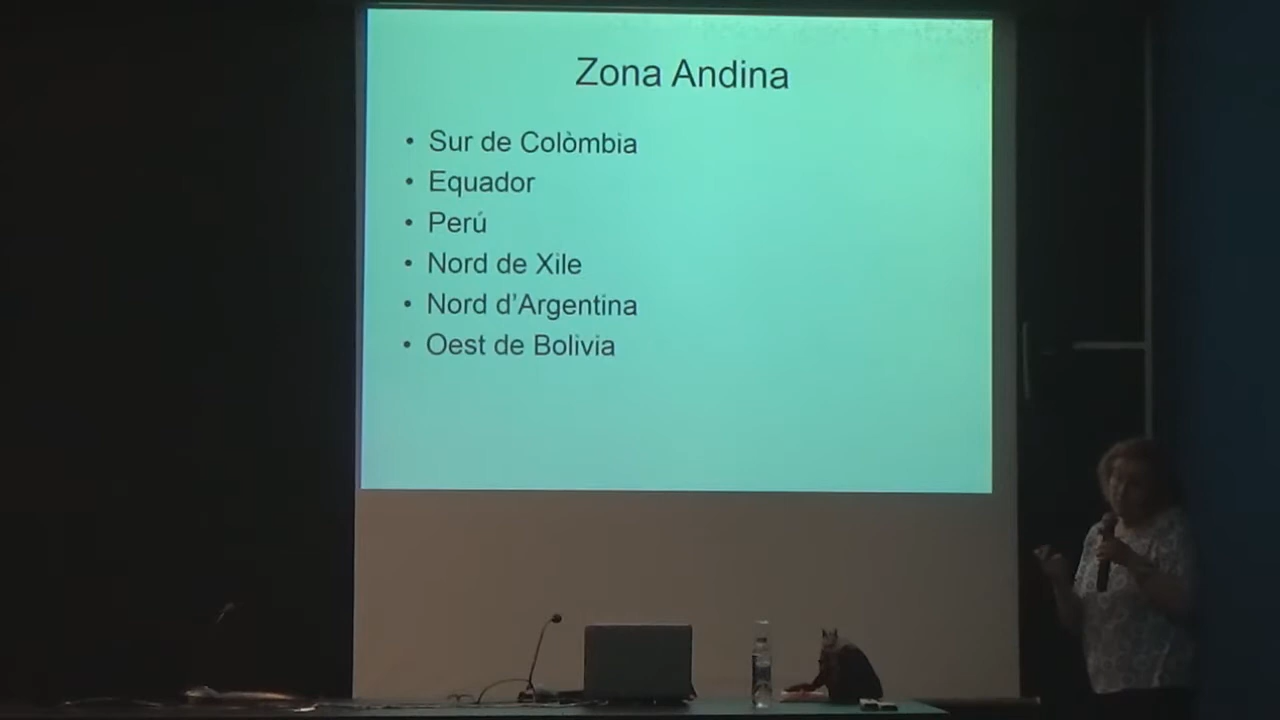 Zona Andina
• Sur de Colòmbia
• Equador
• Perú
• Nord de Xile
• Nord d’Argentina
• Oest de Bolivia